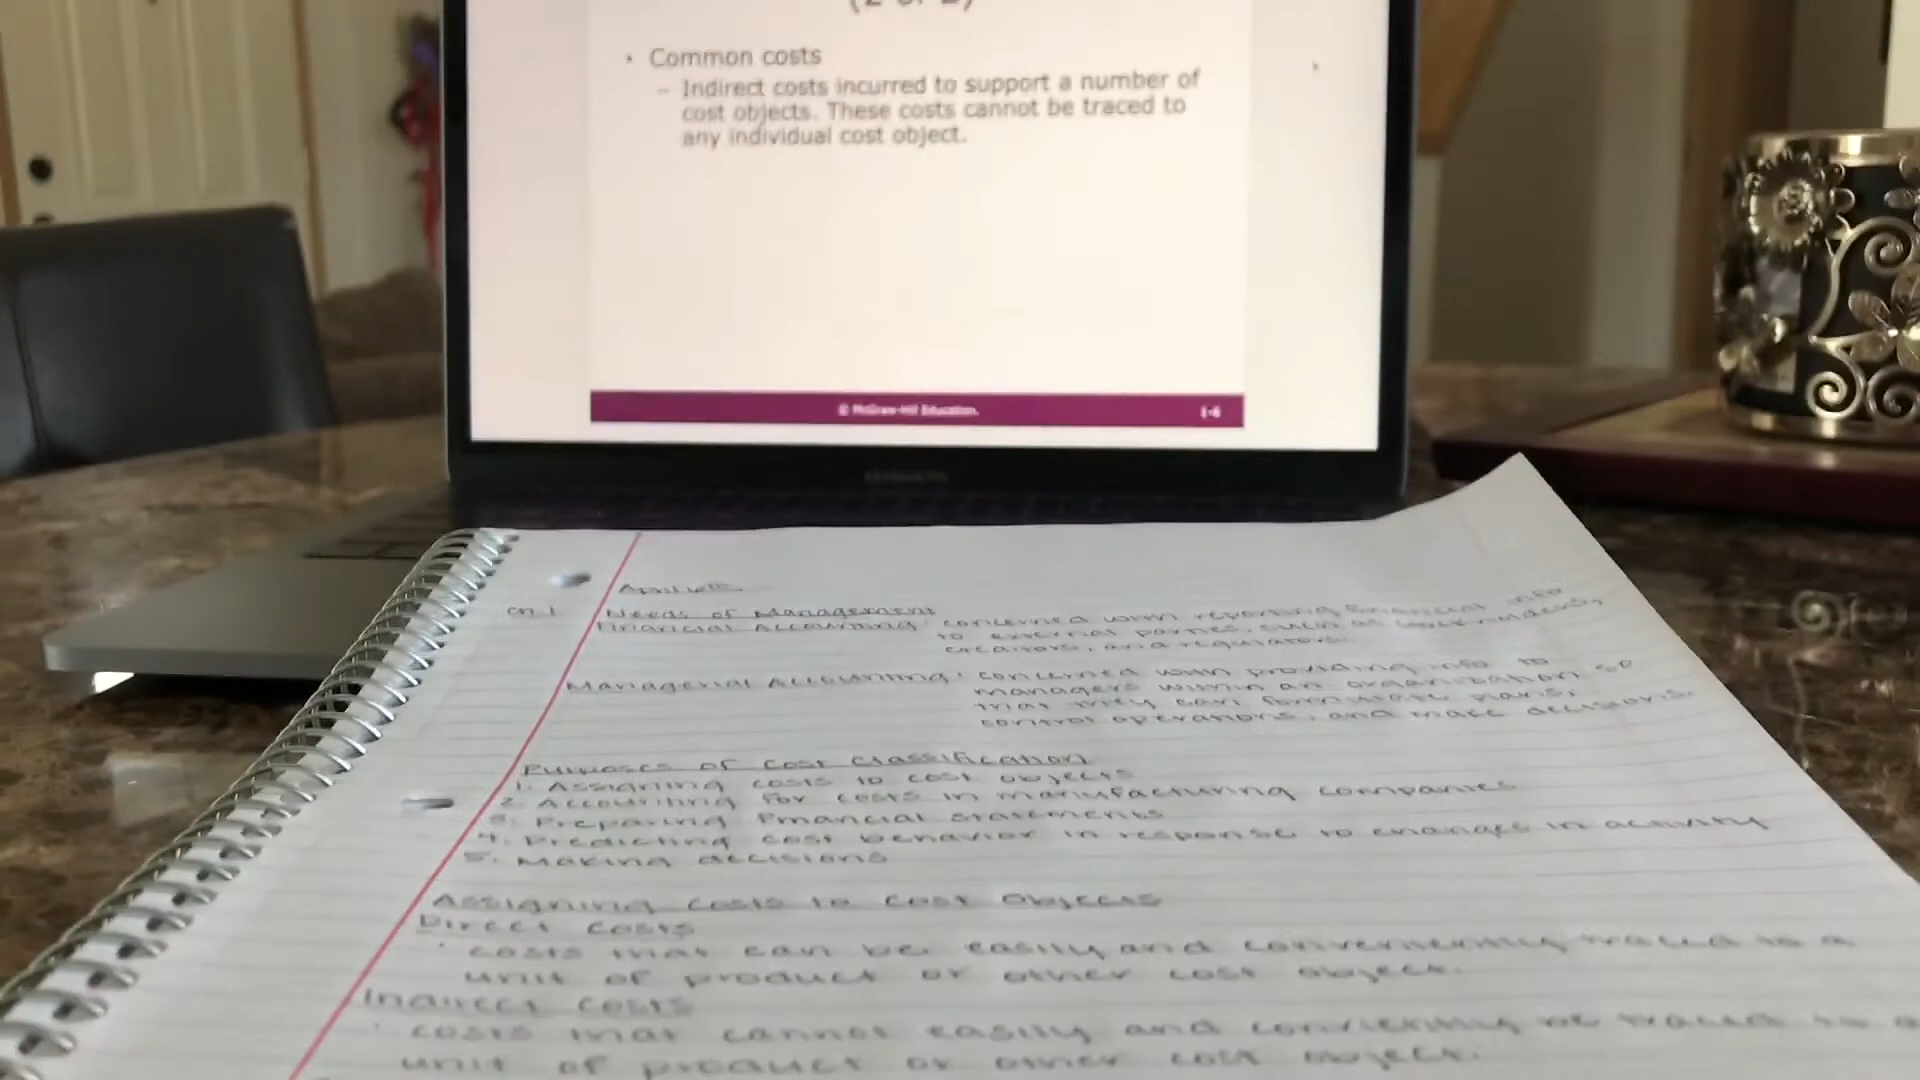 Common costs
– Indirect costs incurred to support a number of
cost objects. These costs cannot be traced to
any individual cost object.
© McGraw-Hill Education. 1-6
Ch. 1 Needs of Management
Financial Accounting: concerned with reporting financial info
to external parties, such as stockholders,
creditors, and regulators.
Managerial Accounting: concerned with providing info to
managers within an organization so
that they can formulate plans,
control operations, and make decisions.
Purposes of Cost Classification
1. Assigning costs to cost objects
2. Accounting for costs in manufacturing companies
3. Preparing financial statements
4. Predicting cost behavior in response to changes in activity
5. Making decisions
Assigning Costs to Cost Objects
Direct Costs
· costs that can be easily and conveniently traced to a
unit of product or other cost object.
Indirect Costs
· costs that cannot easily and be traced to a
unit of product or other cost object.